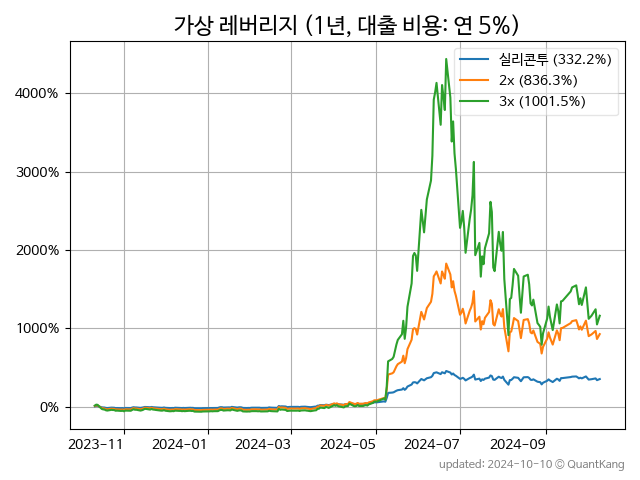 가상 레버리지 (1년, 대출 비용: 연 5%)
실리콘투 (332.2%)
2x (836.3%)
3x (1001.5%)
4000%
3000%
2000%
1000%
0%
2023-11 2024-01 2024-03 2024-05 2024-07 2024-09
updated: 2024-10-10 © QuantKang